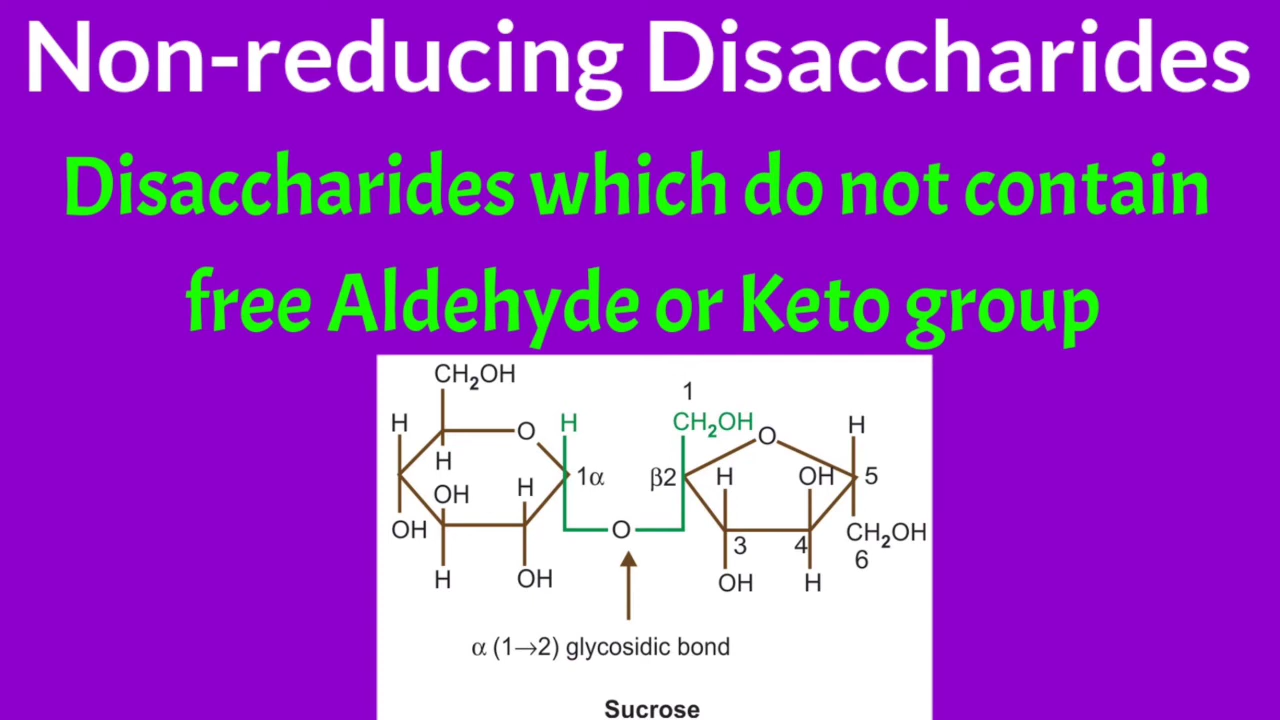 Non-reducing Disaccharides
Disaccharides which do not contain
free Aldehyde or Keto group
CH₂OH
1
H H CH₂OH O H
O
H 1α β2 H OH 5
OH H
OH O CH₂OH
3 4 6
H OH OH H
α (1→2) glycosidic bond
Sucrose